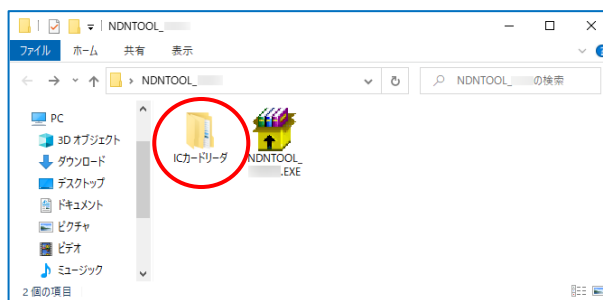 NDNTOOL_
ファイル ホーム 共有 表示
NDNTOOL_ NDNTOOL_ の検索
PC
3D オブジェクト
ダウンロード
デスクトップ
ドキュメント
ピクチャ
ビデオ
ミュージック
ICカードリーダ
NDNTOOL_
.EXE
2 個の項目